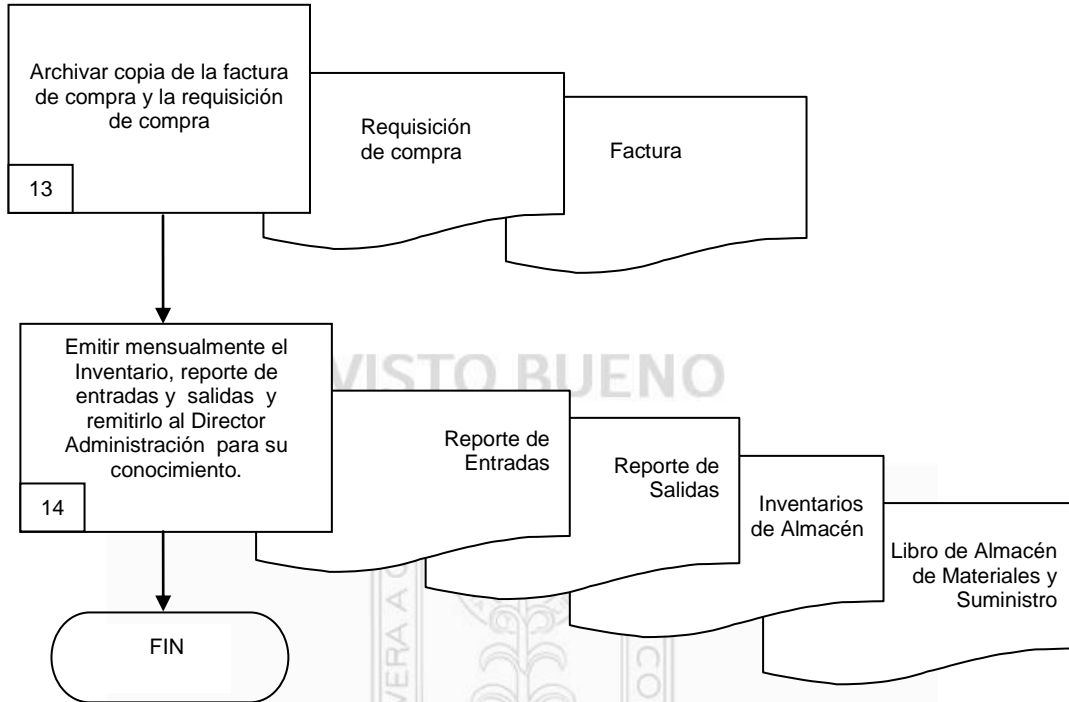 Archivar copia de la factura
de compra y la requisición
de compra
13
Requisición
de compra
Factura
VISTO BUENO
Emitir mensualmente el
Inventario, reporte de
entradas y salidas y
remitirlo al Director
Administración para su
conocimiento.
14
Reporte de
Entradas
Reporte de
Salidas
Inventarios
de Almacén
Libro de Almacén
de Materiales y
Suministro
FIN
VERA A
CO